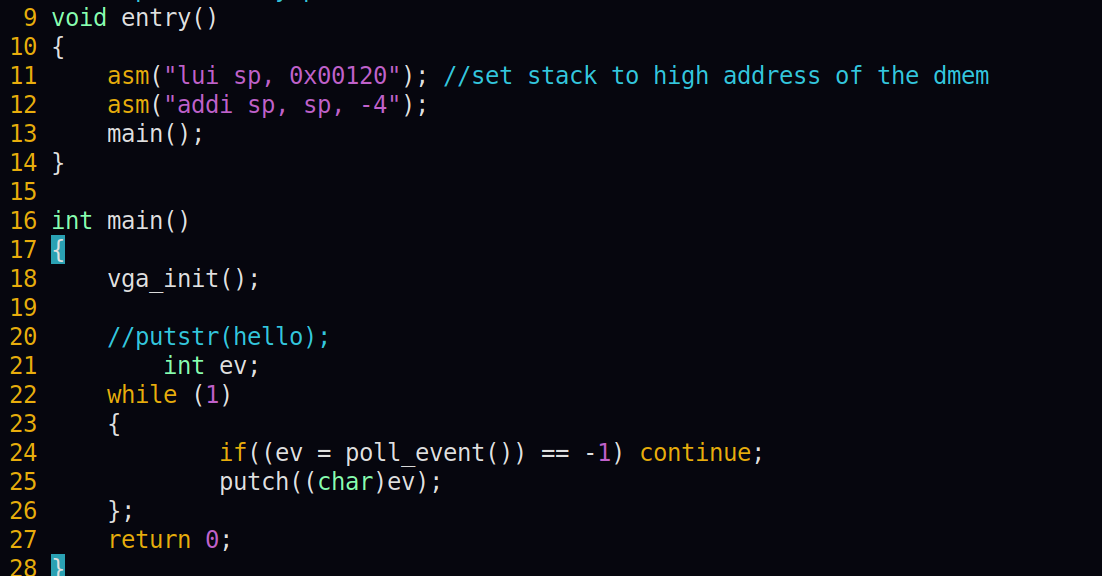 9 void entry()
10 {
11     asm("lui sp, 0x00120"); //set stack to high address of the dmem
12     asm("addi sp, sp, -4");
13     main();
14 }
15
16 int main()
17 {
18     vga_init();
19
20     //putstr(hello);
21         int ev;
22     while (1)
23     {
24             if((ev = poll_event()) == -1) continue;
25             putch((char)ev);
26     };
27     return 0;
28 }